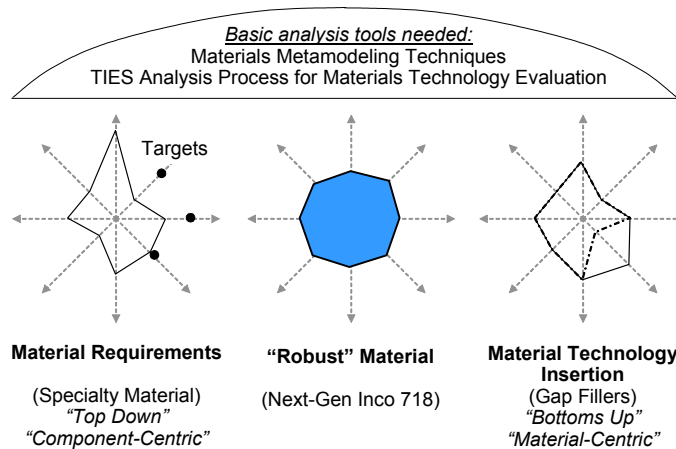 Basic analysis tools needed:
Materials Metamodeling Techniques
TIES Analysis Process for Materials Technology Evaluation
Targets
Material Requirements
(Specialty Material)
“Top Down”
“Component-Centric”
“Robust” Material
(Next-Gen Inco 718)
Material Technology
Insertion
(Gap Fillers)
“Bottoms Up”
“Material-Centric”